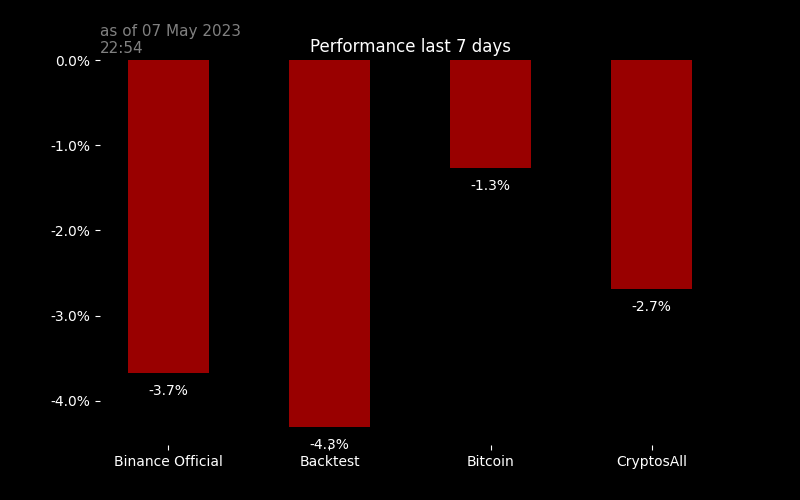 as of 07 May 2023
22:54
Performance last 7 days
0.0%
-1.0%
-2.0%
-3.0%
-4.0%
-3.7%
-4.3%
-1.3%
-2.7%
Binance Official
Backtest
Bitcoin
CryptosAll